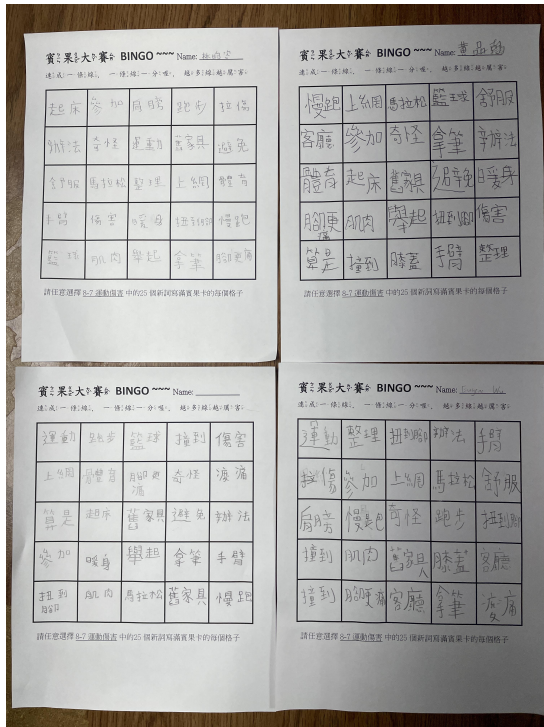 賓果大賽 BINGO ~~~ Name:
連成一條線，一條線一分喔，越多線越厲害。
起床 參加 肩膀 跑步 拉傷
辦法 奇怪 運動 舊家具 避免
舒服 馬拉松 整理 上網 體育
手臂 傷害 暖身 扭到腳 慢跑
籃球 肌肉 舉起 拿筆
請任意選擇 8-7 運動傷害 中的25 個新詞寫滿賓果卡的每個格子
賓果大賽 BINGO ~~~ Name:
連成一條線，一條線一分喔，越多線越厲害。
慢跑 上網 馬拉松 籃球 舒服
客廳 參加 奇怪 拿筆 辦法
體育 起床 舊家具 避免 暖身
肌肉 舉起 扭到腳 傷害
算是 撞到 膝蓋 手臂 整理
請任意選擇 8-7 運動傷害 中的25 個新詞寫滿賓果卡的每個格子
賓果大賽 BINGO ~~~ Name:
連成一條線，一條線一分喔，越多線越厲害。
運動 跑步 籃球 撞到 傷害
上網 體育 奇怪 痠痛
算是 起床 舊家具 避免 辦法
參加 暖身 舉起 拿筆 手臂
扭到腳 肌肉 馬拉松 舊家具 慢跑
請任意選擇 8-7 運動傷害 中的25 個新詞寫滿賓果卡的每個格子
賓果大賽 BINGO ~~~ Name:
連成一條線，一條線一分喔，越多線越厲害。
運動 整理 扭到腳 辦法 手臂
拉傷 參加 上網 馬拉松 舒服
肩膀 慢跑 奇怪 跑步 扭到腳
撞到 肌肉 舊家具 膝蓋 客廳
撞到 客廳 拿筆 痠痛
請任意選擇 8-7 運動傷害 中的25 個新詞寫滿賓果卡的每個格子